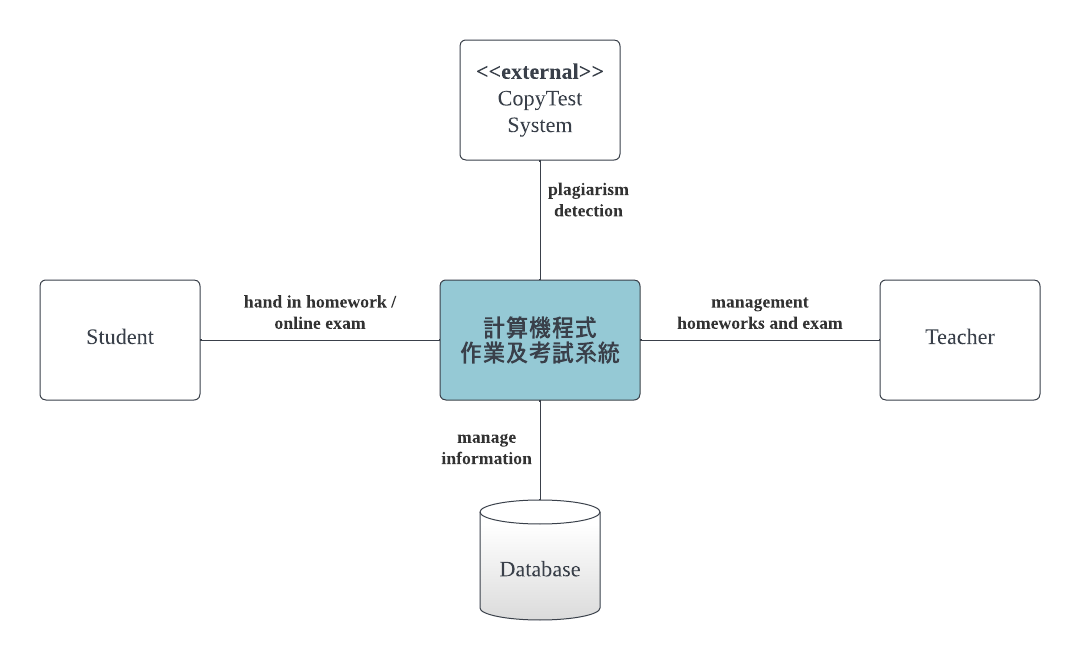 <<external>>
CopyTest
System
plagiarism
detection
Student
hand in homework /
online exam
計算機程式
作業及考試系統
management
homeworks and exam
Teacher
manage
information
Database